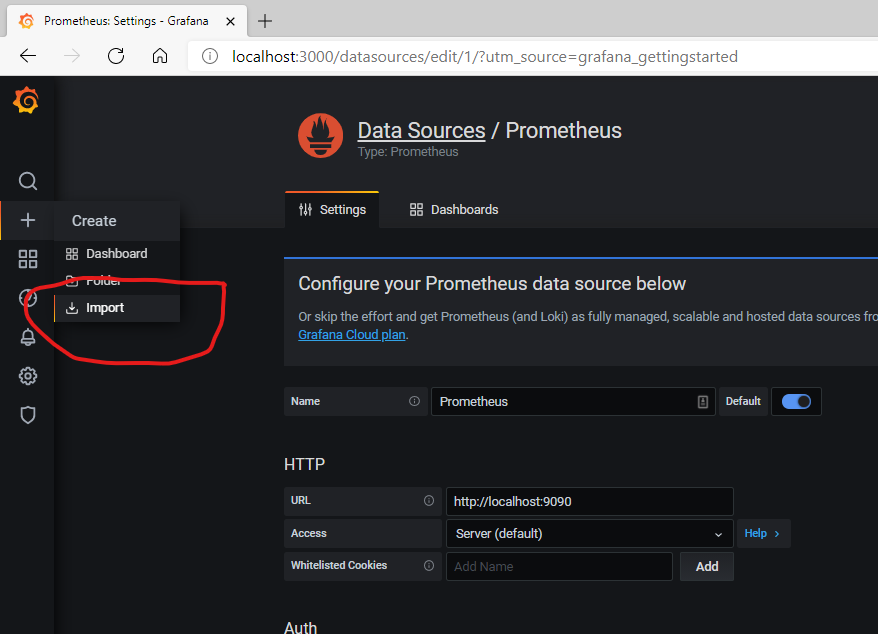 Prometheus: Settings - Grafana
localhost:3000/datasources/edit/1/?utm_source=grafana_gettingstarted
Data Sources / Prometheus
Type: Prometheus
Create
Dashboard
Folder
Import
Settings
Dashboards
Configure your Prometheus data source below
Or skip the effort and get Prometheus (and Loki) as fully managed, scalable and hosted data sources
Grafana Cloud plan.
Name
Prometheus
Default
HTTP
URL
http://localhost:9090
Access
Server (default)
Help
Whitelisted Cookies
Add Name
Add
Auth